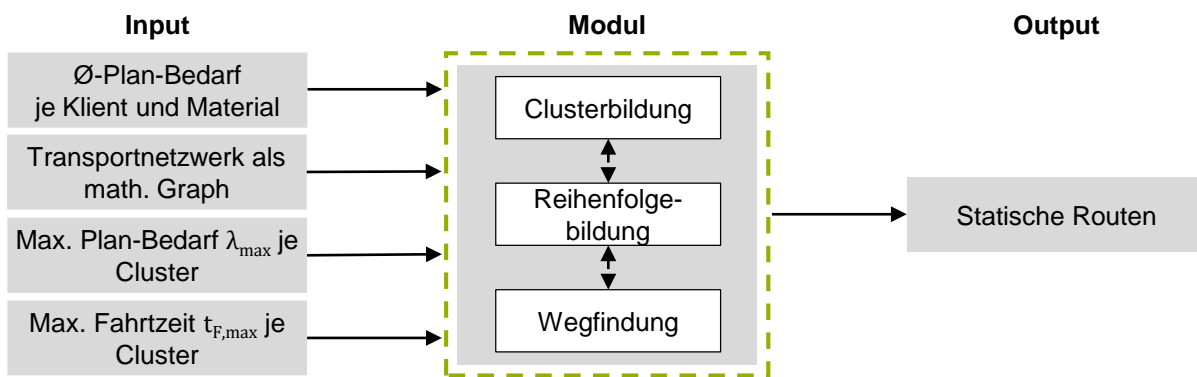 Input
Modul
Output
Ø-Plan-Bedarf
je Klient und Material
Transportnetzwerk als
math. Graph
Max. Plan-Bedarf λmax je
Cluster
Max. Fahrtzeit tF,max je
Cluster
Clusterbildung
Reihenfolge-
bildung
Wegfindung
Statische Routen